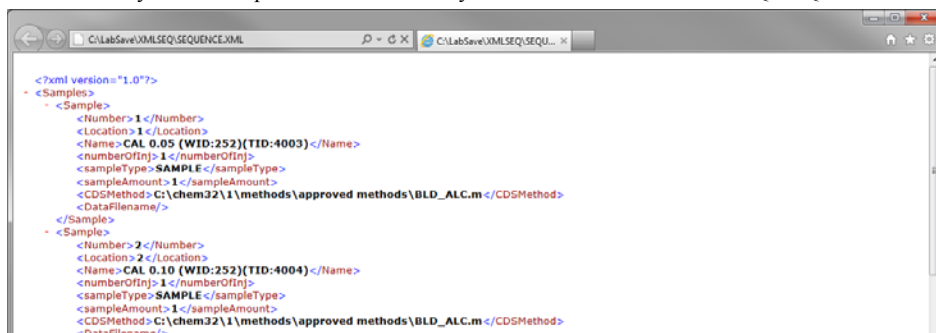 C:\LabSave\XMLSEQ\SEQUENCE.XML
C:\LabSave\XMLSEQ\SEQU...
<?xml version="1.0"?>
- <Samples>
- <Sample>
<Number>1</Number>
<Location>1</Location>
<Name>CAL 0.05 (WID:252)(TID:4003)</Name>
<numberOfInj>1</numberOfInj>
<sampleType>SAMPLE</sampleType>
<sampleAmount>1</sampleAmount>
<CDSMethod>C:\chem32\1\methods\approved methods\BLD_ALC.m</CDSMethod>
<DataFilename/>
</Sample>
- <Sample>
<Number>2</Number>
<Location>2</Location>
<Name>CAL 0.10 (WID:252)(TID:4004)</Name>
<numberOfInj>1</numberOfInj>
<sampleType>SAMPLE</sampleType>
<sampleAmount>1</sampleAmount>
<CDSMethod>C:\chem32\1\methods\approved methods\BLD_ALC.m</CDSMethod>